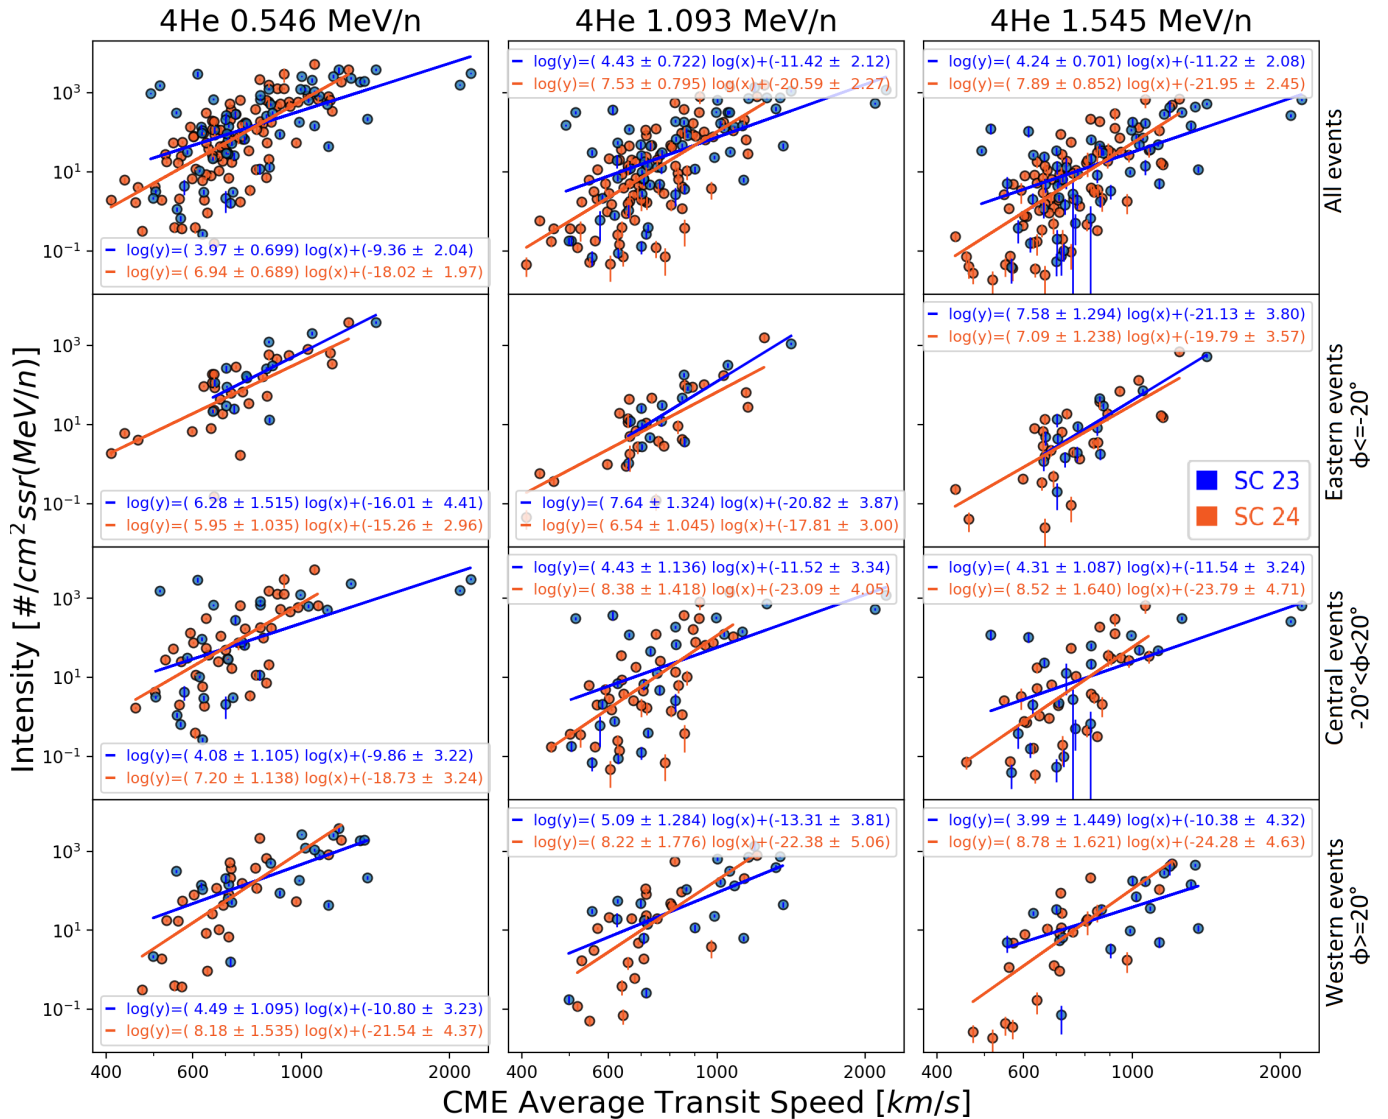 4He 0.546 MeV/n 4He 1.093 MeV/n 4He 1.545 MeV/n
log(y)=( 3.97 ± 0.699) log(x)+(-9.36 ± 2.04)
log(y)=( 6.94 ± 0.689) log(x)+(-18.02 ± 1.97)
log(y)=( 4.43 ± 0.722) log(x)+(-11.42 ± 2.12)
log(y)=( 7.53 ± 0.795) log(x)+(-20.59 ± 2.27)
log(y)=( 4.24 ± 0.701) log(x)+(-11.22 ± 2.08)
log(y)=( 7.89 ± 0.852) log(x)+(-21.95 ± 2.45)
10³
10¹
10⁻¹
All events
log(y)=( 6.28 ± 1.515) log(x)+(-16.01 ± 4.41)
log(y)=( 5.95 ± 1.035) log(x)+(-15.26 ± 2.96)
log(y)=( 7.64 ± 1.324) log(x)+(-20.82 ± 3.87)
log(y)=( 6.54 ± 1.045) log(x)+(-17.81 ± 3.00)
log(y)=( 7.58 ± 1.294) log(x)+(-21.13 ± 3.80)
log(y)=( 7.09 ± 1.238) log(x)+(-19.79 ± 3.57)
SC 23
SC 24
10³
10¹
10⁻¹
Eastern events
ϕ<=-20°
log(y)=( 4.08 ± 1.105) log(x)+(-9.86 ± 3.22)
log(y)=( 7.20 ± 1.138) log(x)+(-18.73 ± 3.24)
log(y)=( 4.43 ± 1.136) log(x)+(-11.52 ± 3.34)
log(y)=( 8.38 ± 1.418) log(x)+(-23.09 ± 4.05)
log(y)=( 4.31 ± 1.087) log(x)+(-11.54 ± 3.24)
log(y)=( 8.52 ± 1.640) log(x)+(-23.79 ± 4.71)
10³
10¹
10⁻¹
Central events
-20°<ϕ<20°
log(y)=( 4.49 ± 1.095) log(x)+(-10.80 ± 3.23)
log(y)=( 8.18 ± 1.535) log(x)+(-21.54 ± 4.37)
log(y)=( 5.09 ± 1.284) log(x)+(-13.31 ± 3.81)
log(y)=( 8.22 ± 1.776) log(x)+(-22.38 ± 5.06)
log(y)=( 3.99 ± 1.449) log(x)+(-10.38 ± 4.32)
log(y)=( 8.78 ± 1.621) log(x)+(-24.28 ± 4.63)
10³
10¹
10⁻¹
Western events
ϕ>=20°
Intensity [#/cm²ssr(MeV/n)]
400 600 1000 2000 400 600 1000 2000 400 600 1000 2000
CME Average Transit Speed [km/s]